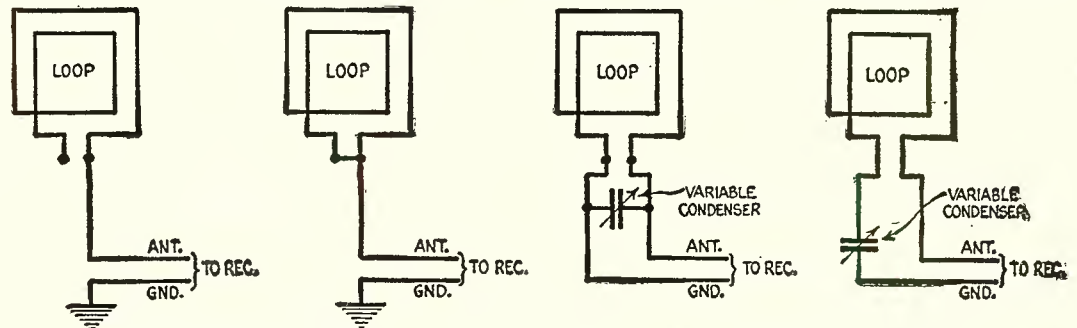 LOOP
ANT.
TO REC.
GND.
LOOP
ANT.
TO REC.
GND.
LOOP
VARIABLE
CONDENSER
ANT.
TO REC.
GND.
LOOP
VARIABLE
CONDENSER
ANT.
TO REC.
GND.